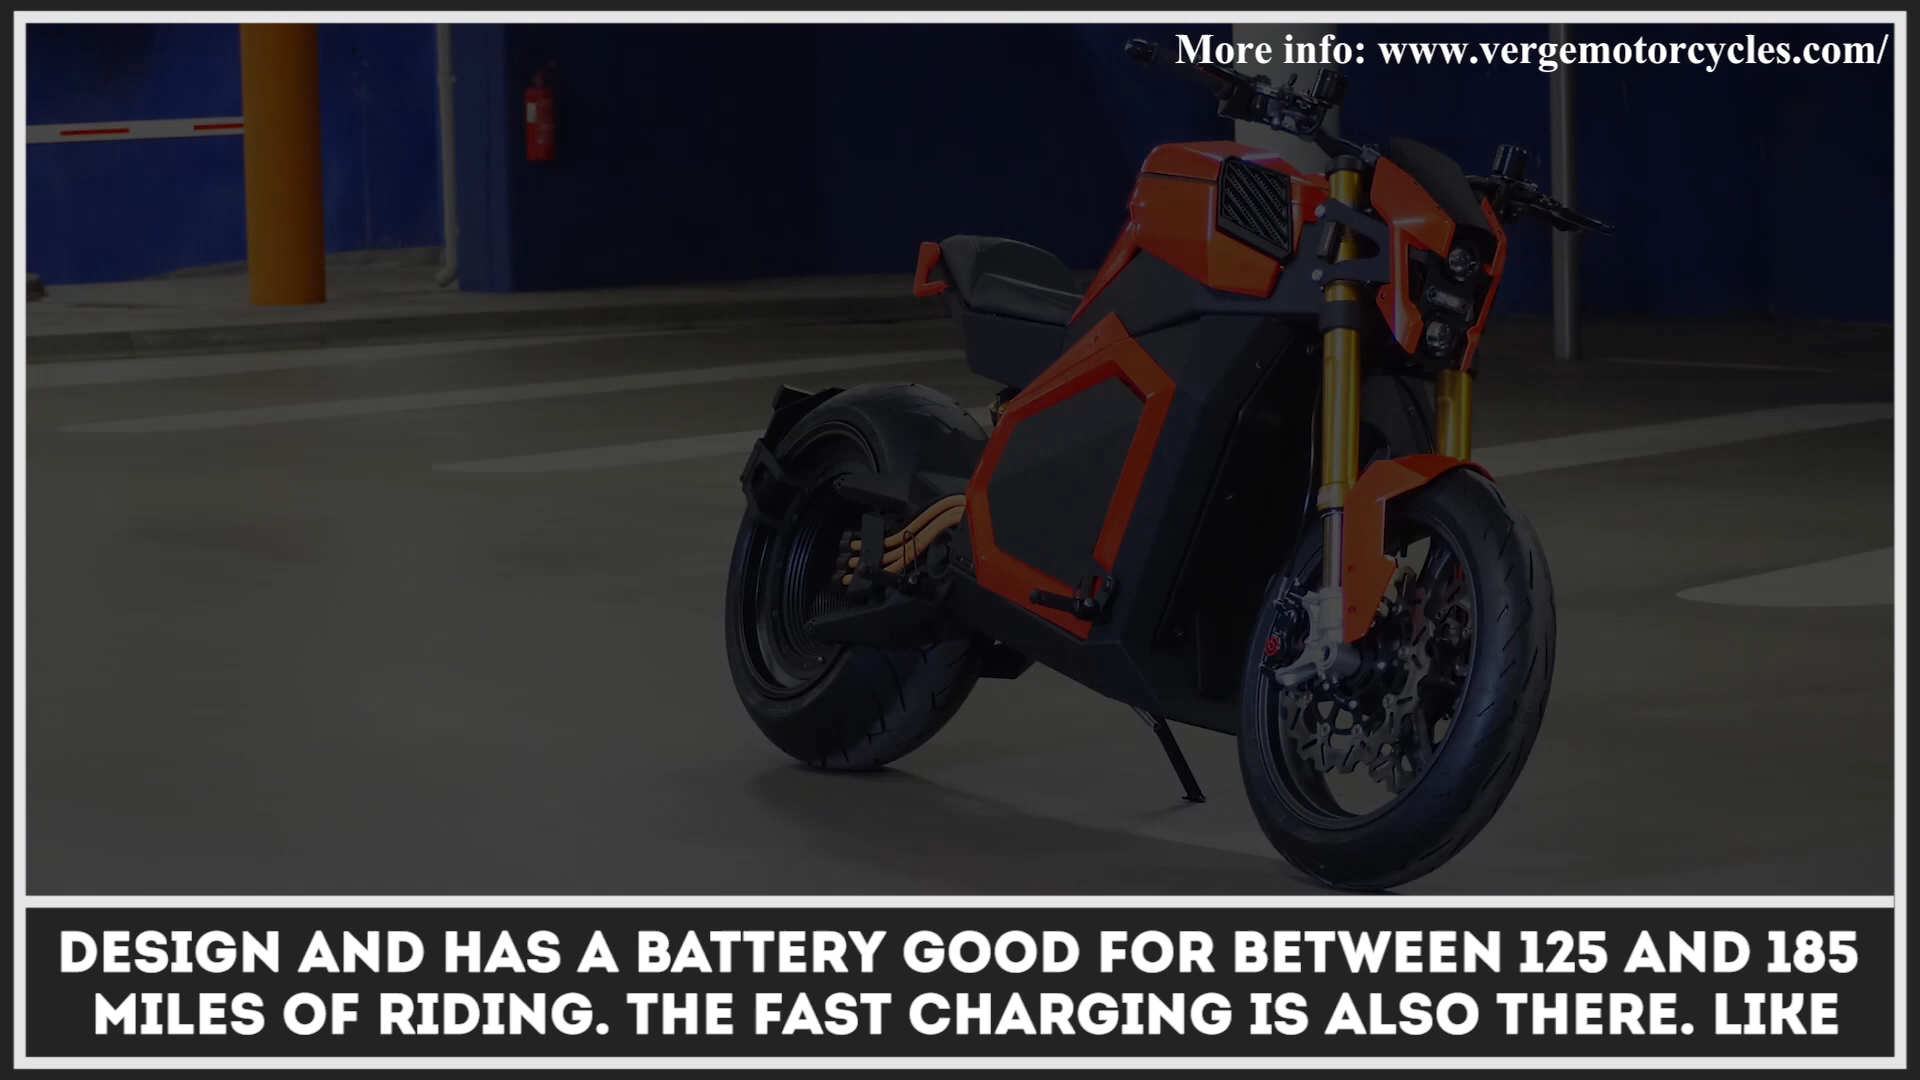 More info: www.vergemotorcycles.com/
DESIGN AND HAS A BATTERY GOOD FOR BETWEEN 125 AND 185
MILES OF RIDING. THE FAST CHARGING IS ALSO THERE. LIKE